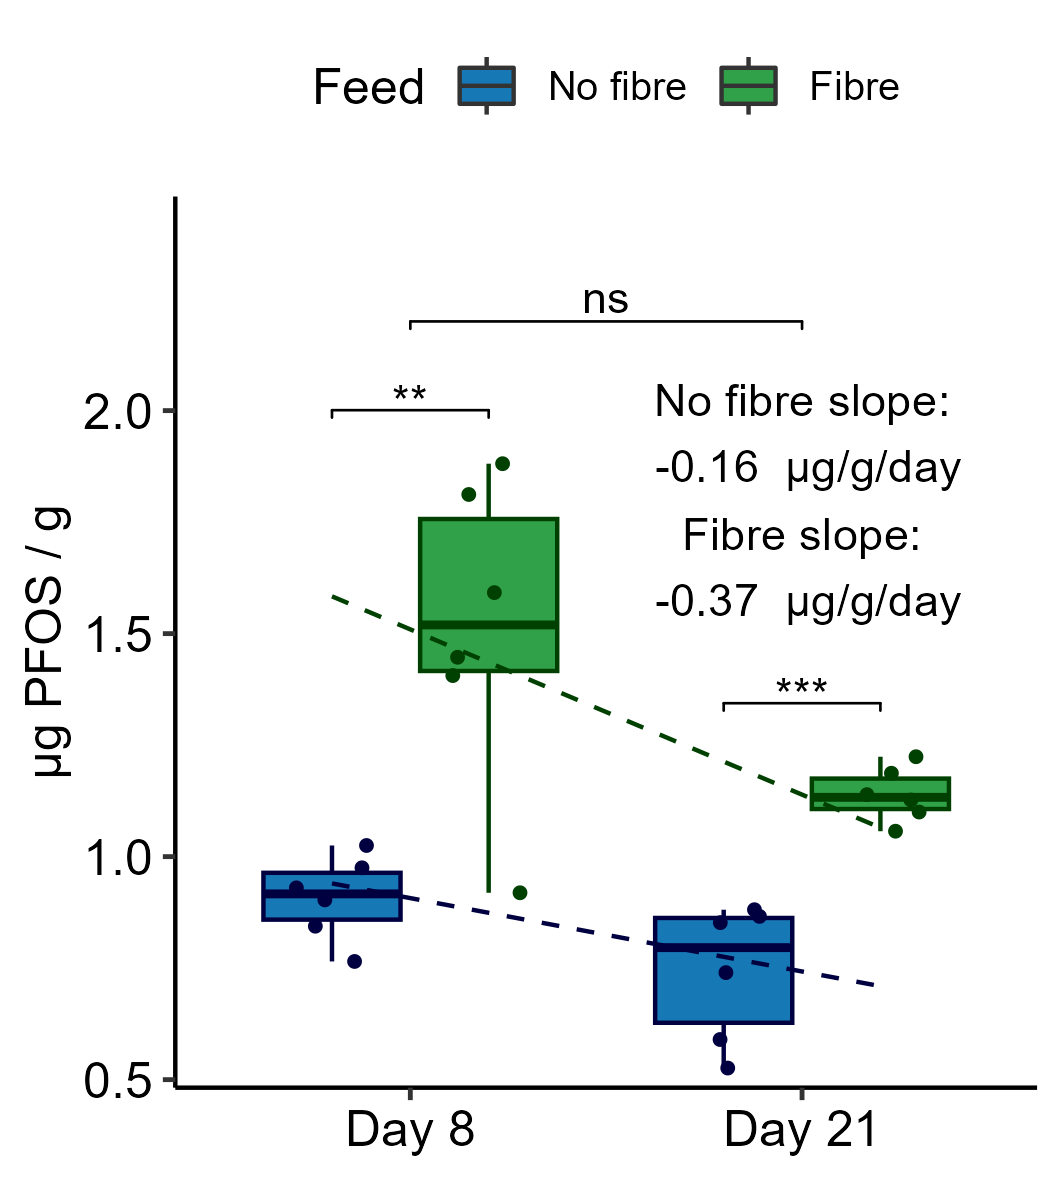 Feed No fibre Fibre
ns
**
2.0
No fibre slope:
-0.16 µg/g/day
Fibre slope:
-0.37 µg/g/day
1.5
µg PFOS / g
***
1.0
0.5
Day 8 Day 21